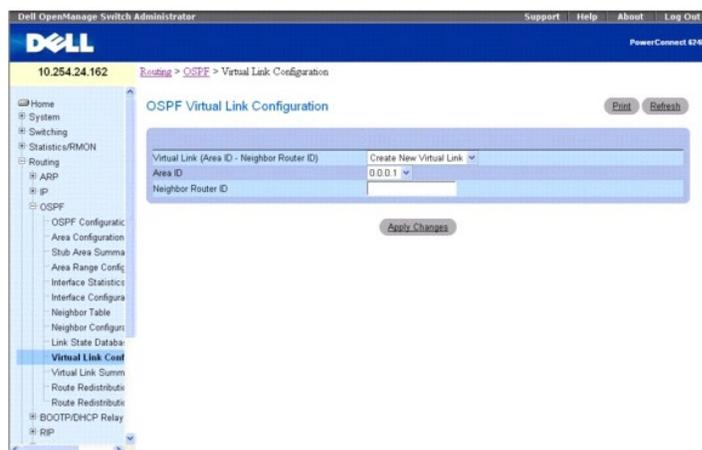 Dell OpenManage Switch Administrator Support Help About Log Out
DELL
PowerConnect 624
10.254.24.162 Routing > OSPF > Virtual Link Configuration
Home
System
Switching
Statistics/RMON
Routing
ARP
IP
OSPF
OSPF Configuratic
Area Configuration
Stub Area Summa
Area Range Config
Interface Statistics
Interface Configura
Neighbor Table
Neighbor Configura
Link State Databa
Virtual Link Conf
Virtual Link Summ
Route Redistributic
Route Redistributic
BOOTP/DHCP Relay
RIP
OSPF Virtual Link Configuration Print Refresh
Virtual Link (Area ID - Neighbor Router ID) Create New Virtual Link
Area ID 0.0.0.1
Neighbor Router ID
Apply Changes